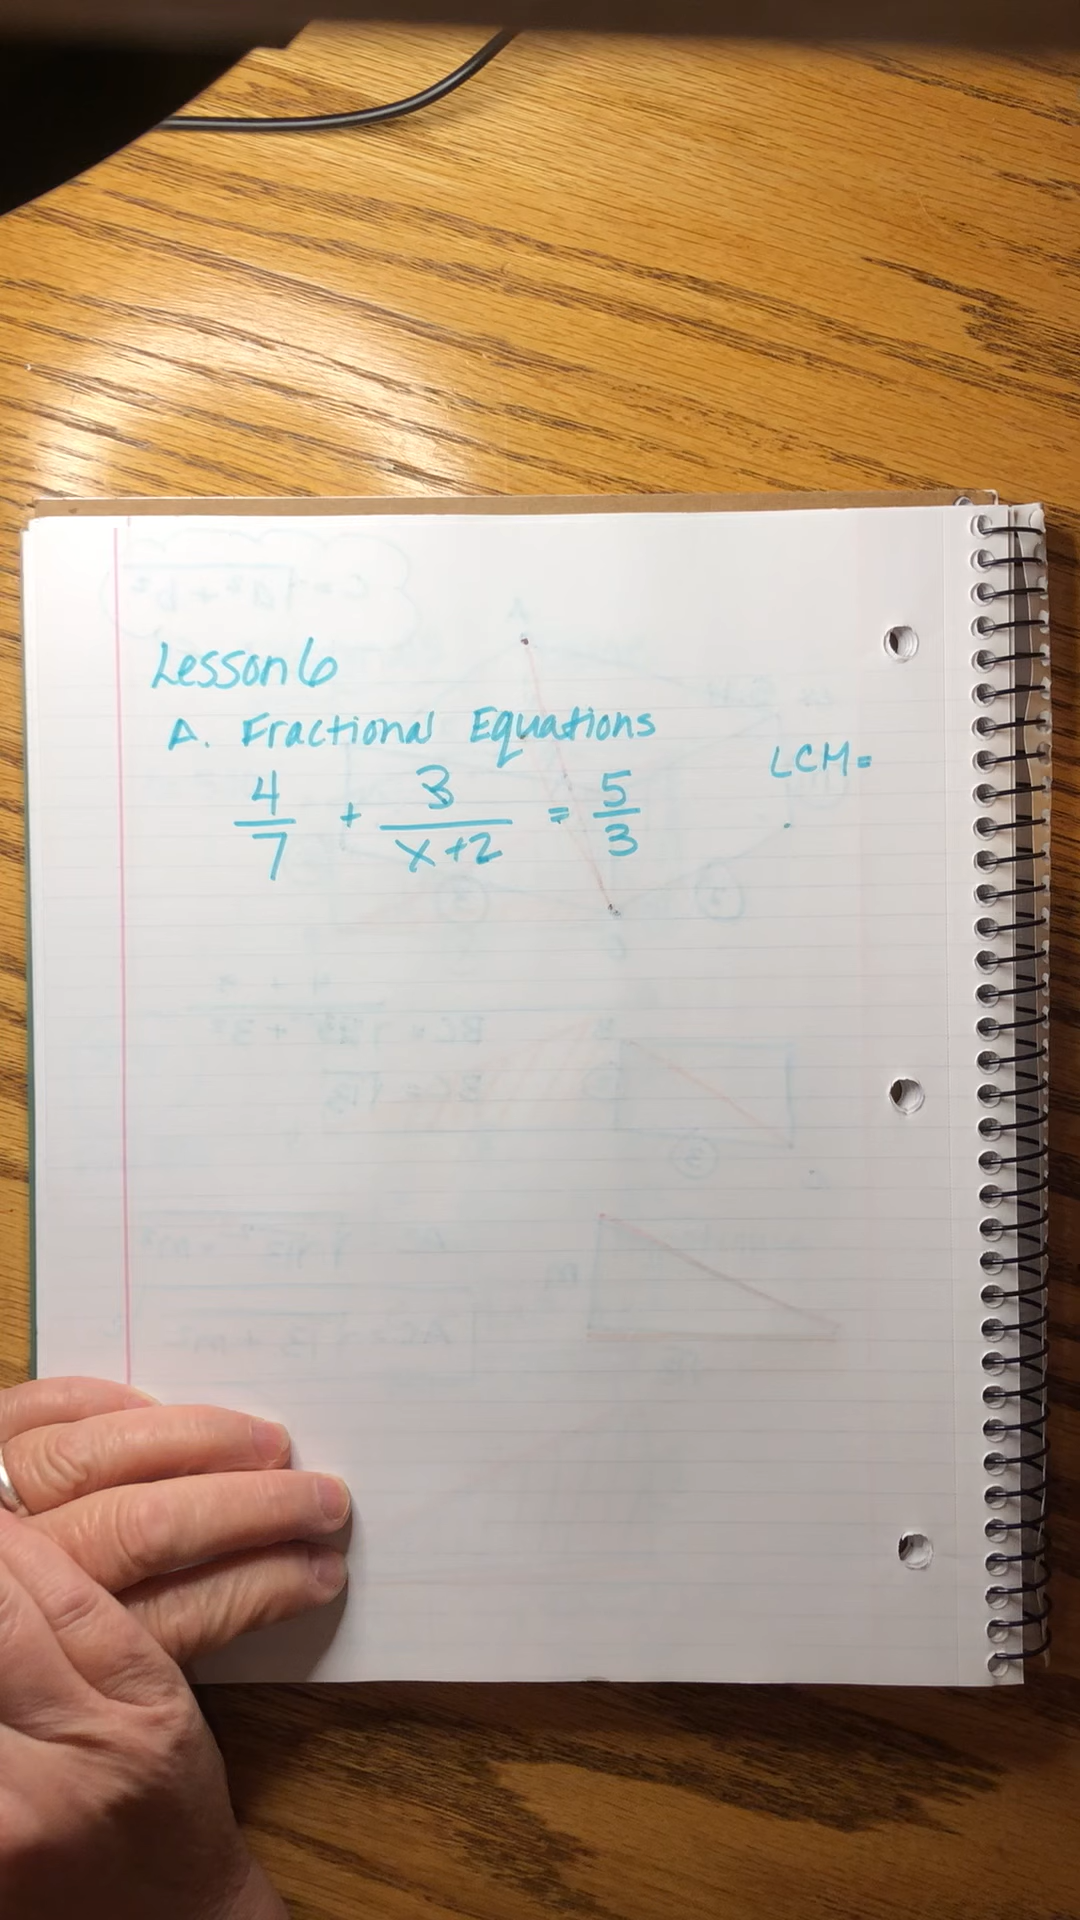 Lesson 6
A. Fractional Equations
LCM=
4/7 + 3/(x+2) = 5/3